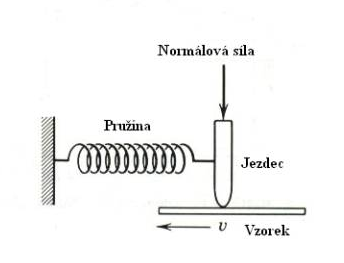 Normálová síla
Pružina
Jezdec
v
Vzorek